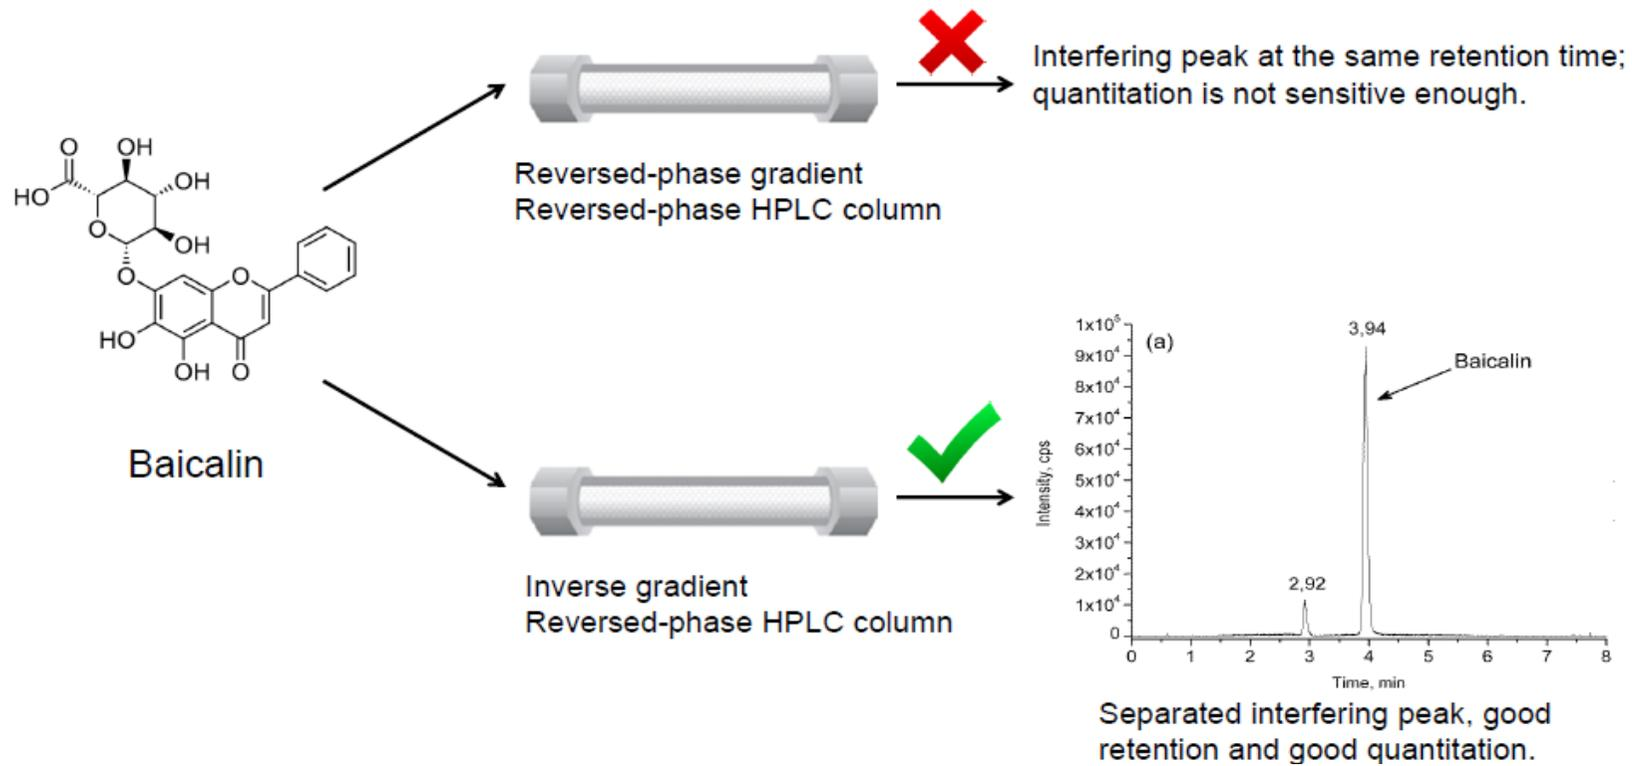 Interfering peak at the same retention time;
quantitation is not sensitive enough.
Reversed-phase gradient
Reversed-phase HPLC column
O
OH
HO
OH
O
OH
O
O
HO
OH
O
Baicalin
Inverse gradient
Reversed-phase HPLC column
(a)
3,94
Baicalin
2,92
1x10⁵
9x10⁴
8x10⁴
7x10⁴
6x10⁴
5x10⁴
4x10⁴
3x10⁴
2x10⁴
1x10⁴
0
Intensity, cps
0 1 2 3 4 5 6 7 8
Time, min
Separated interfering peak, good
retention and good quantitation.